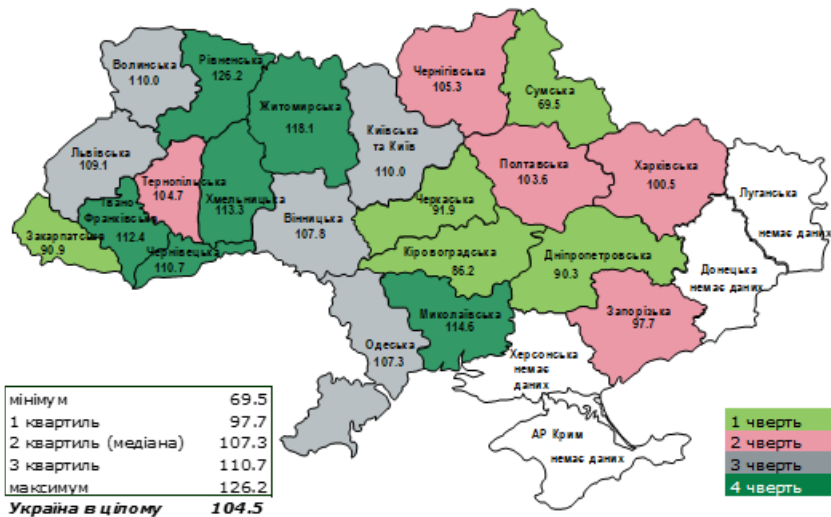 Волинська
110.0
Рівненська
126.2
Житомирська
118.1
Київська
та Київ
110.0
Чернігівська
105.3
Сумська
69.5
Львівська
109.1
Тернопільська
104.7
Хмельницька
113.3
Івано
Франківська
112.4
Закарпатська
90.9
Чернівецька
110.7
Вінницька
107.8
Черкаська
91.9
Полтавська
103.6
Харківська
100.5
Луганська
немає даних
Кіровоградська
86.2
Дніпропетровська
90.3
Донецька
немає даних
Миколаївська
114.6
Запорізька
97.7
Одеська
107.3
Херсонська
немає
даних
АР Крим
немає даних
мінімум 69.5
1 квартиль 97.7
2 квартиль (медіана) 107.3
3 квартиль 110.7
максимум 126.2
Україна в цілому 104.5
1 чверть
2 чверть
3 чверть
4 чверть